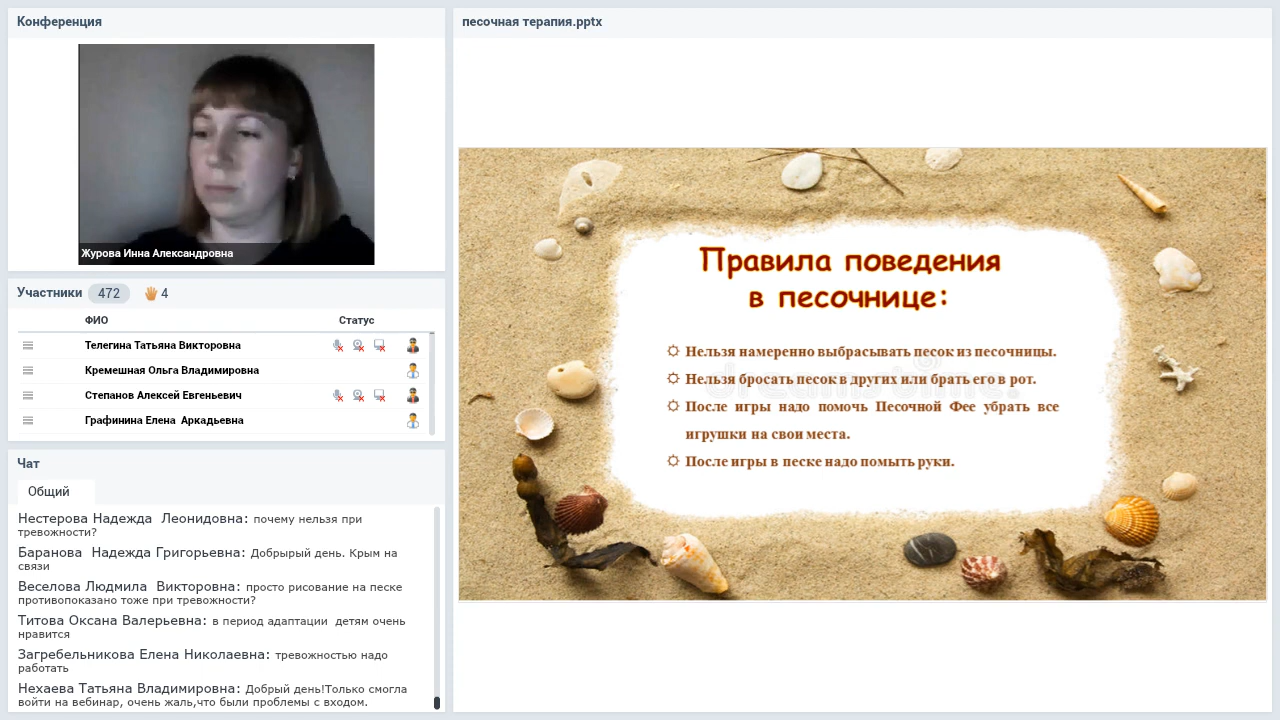 Конференция
Журова Инна Александровна
Участники 472 4
ФИО Статус
Телегина Татьяна Викторовна
Кремешная Ольга Владимировна
Степанов Алексей Евгеньевич
Графинина Елена Аркадьевна
Чат
Общий
Нестерова Надежда Леонидовна: почему нельзя при
тревожности?
Баранова Надежда Григорьевна: Добрырый день. Крым на
связи
Веселова Людмила Викторовна: просто рисование на песке
противопоказано тоже при тревожности?
Титова Оксана Валерьевна: в период адаптации детям очень
нравится
Загребельникова Елена Николаевна: тревожностью надо
работать
Нехаева Татьяна Владимировна: Добрый день!Только смогла
войти на вебинар, очень жаль,что были проблемы с входом.
песочная терапия.pptx
Правила поведения
в песочнице:
Нельзя намеренно выбрасывать песок из песочницы.
Нельзя бросать песок в других или брать его в рот.
После игры надо помочь Песочной Фее убрать все
игрушки на свои места.
После игры в песке надо помыть руки.